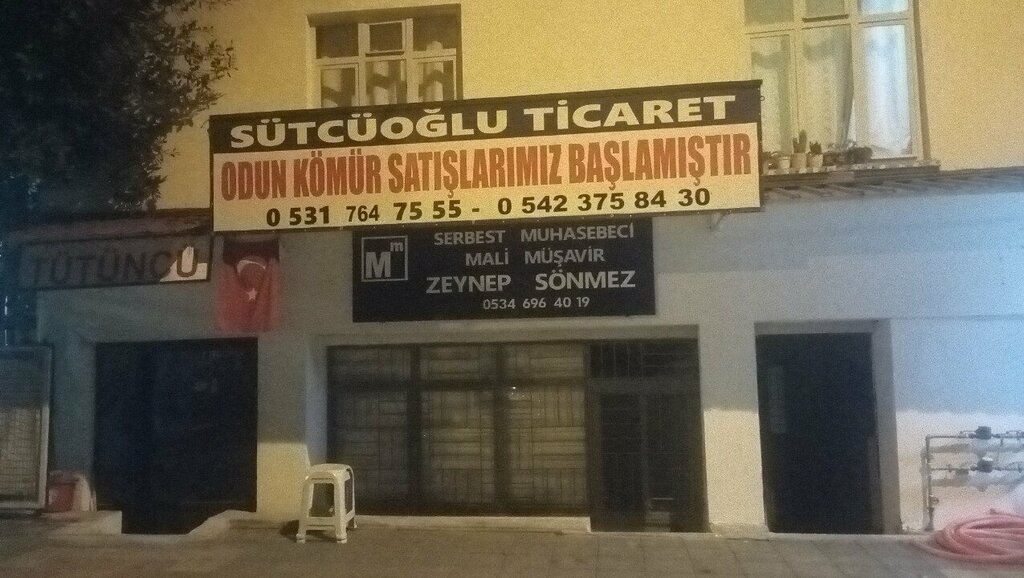 SÜTCÜOĞLU TİCARET
ODUN KÖMÜR SATIŞLARIMIZ BAŞLAMIŞTIR
0 531 764 75 55 - 0 542 375 84 30
TÜTÜNCÜ
Mm
SERBEST MUHASEBECİ
MALİ MÜŞAVİR
ZEYNEP SÖNMEZ
0534 696 40 19